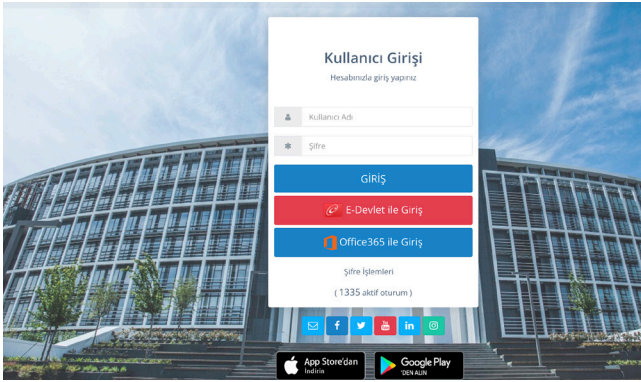 Kullanıcı Girişi
Hesabınızla giriş yapınız
Kullanıcı Adı
Şifre
GİRİŞ
E-Devlet ile Giriş
Office365 ile Giriş
Şifre İşlemleri
( 1335 aktif oturum )
App Store'dan
İndirin
Google Play
'DEN ALIN